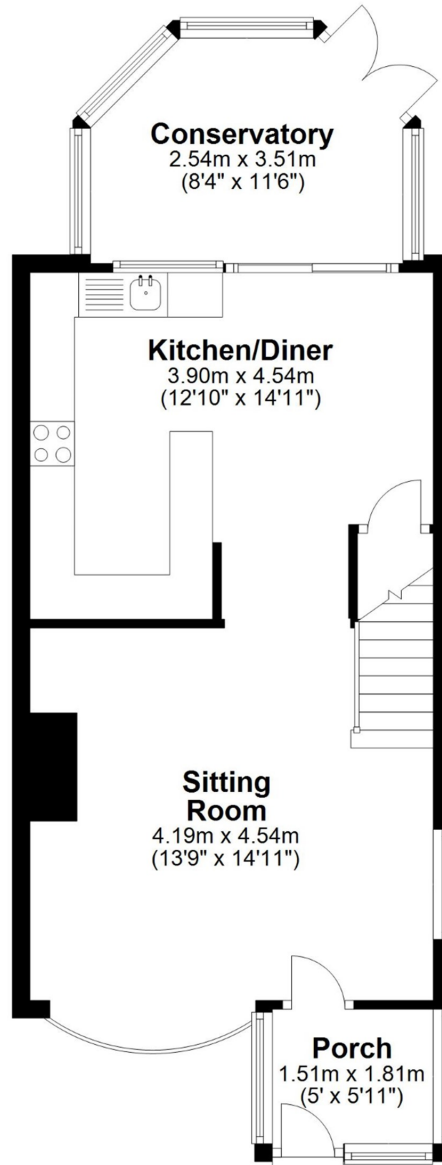 Conservatory
2.54m x 3.51m
(8'4" x 11'6")
Kitchen/Diner
3.90m x 4.54m
(12'10" x 14'11")
Sitting
Room
4.19m x 4.54m
(13'9" x 14'11")
Porch
1.51m x 1.81m
(5' x 5'11")